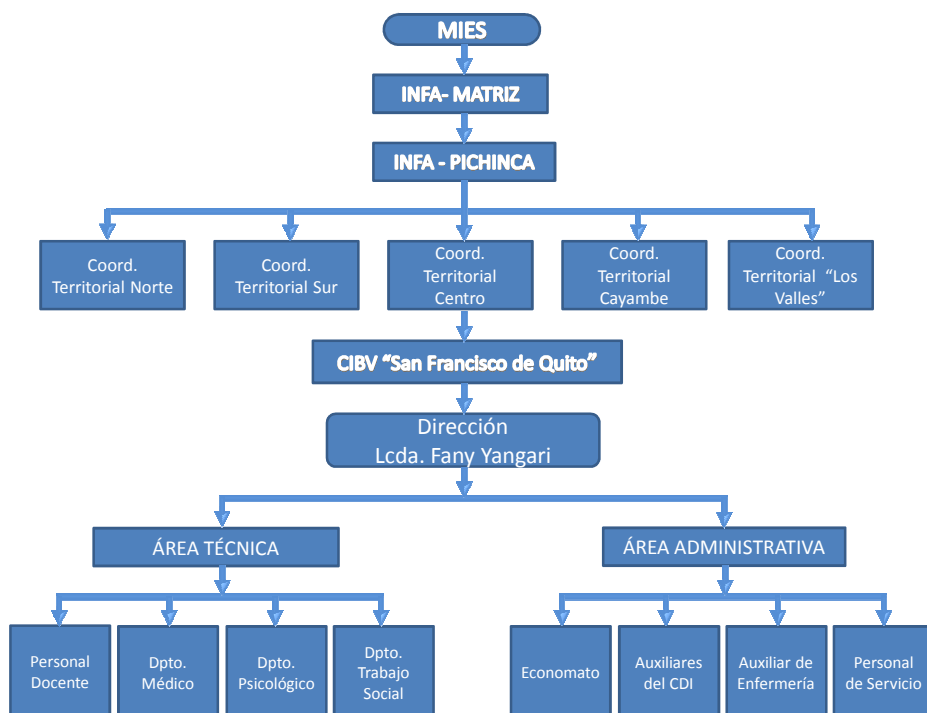 MIES
INFA- MATRIZ
INFA - PICHINCA
Coord.
Territorial Norte
Coord.
Territorial Sur
Coord.
Territorial
Centro
Coord.
Territorial
Cayambe
Coord.
Territorial “Los
Valles”
CIBV “San Francisco de Quito”
Dirección
Lcda. Fany Yangari
ÁREA TÉCNICA
ÁREA ADMINISTRATIVA
Personal
Docente
Dpto.
Médico
Dpto.
Psicológico
Dpto.
Trabajo
Social
Economato
Auxiliares
del CDI
Auxiliar de
Enfermería
Personal
de Servicio